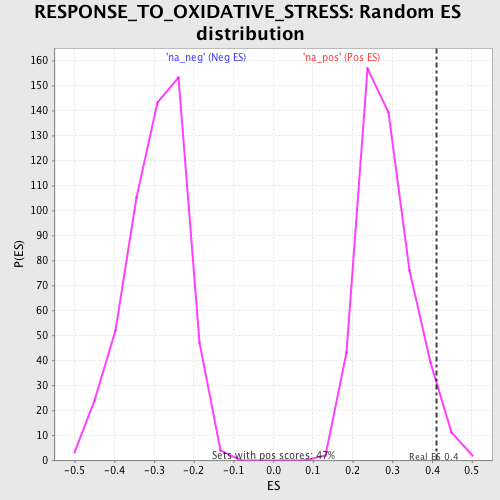 RESPONSE_TO_OXIDATIVE_STRESS: Random ES
distribution
'na_neg' (Neg ES) 'na_pos' (Pos ES)
160
150
140
130
120
110
100
90
80
70
60
50
40
30
20
10
0
P(ES)
Sets with pos scores: 47%
Real ES 0.4
-0.5 -0.4 -0.3 -0.2 -0.1 0.0 0.1 0.2 0.3 0.4 0.5
ES